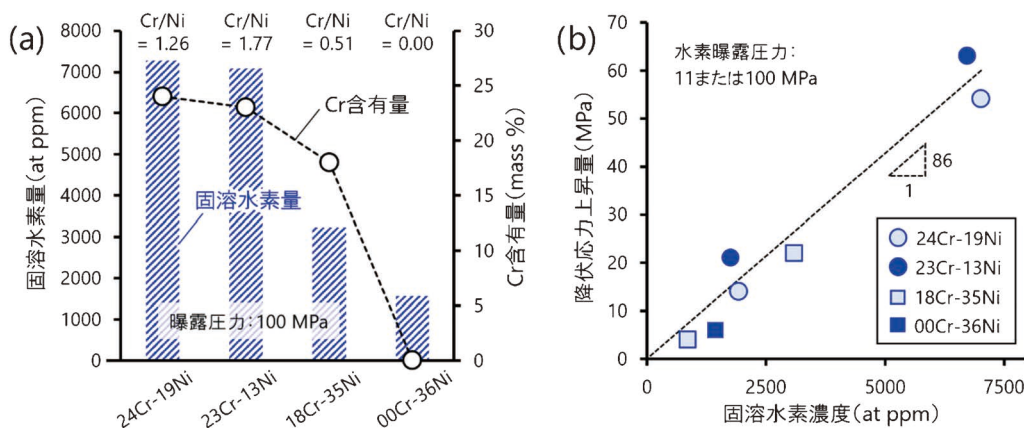 (a)
Cr/Ni Cr/Ni Cr/Ni Cr/Ni
= 1.26 = 1.77 = 0.51 = 0.00
固溶水素量(at ppm)
8000
7000
6000
5000
4000
3000
2000
1000
0
Cr含有量
固溶水素量
曝露圧力:100 MPa
30
25
20
15
10
5
0
Cr含有量(mass %)
24Cr-19Ni
23Cr-13Ni
18Cr-35Ni
00Cr-36Ni
(b)
降伏応力上昇量(MPa)
70
60
50
40
30
20
10
0
水素曝露圧力:
11または100 MPa
86
1
24Cr-19Ni
23Cr-13Ni
18Cr-35Ni
00Cr-36Ni
0 2500 5000 7500
固溶水素濃度(at ppm)